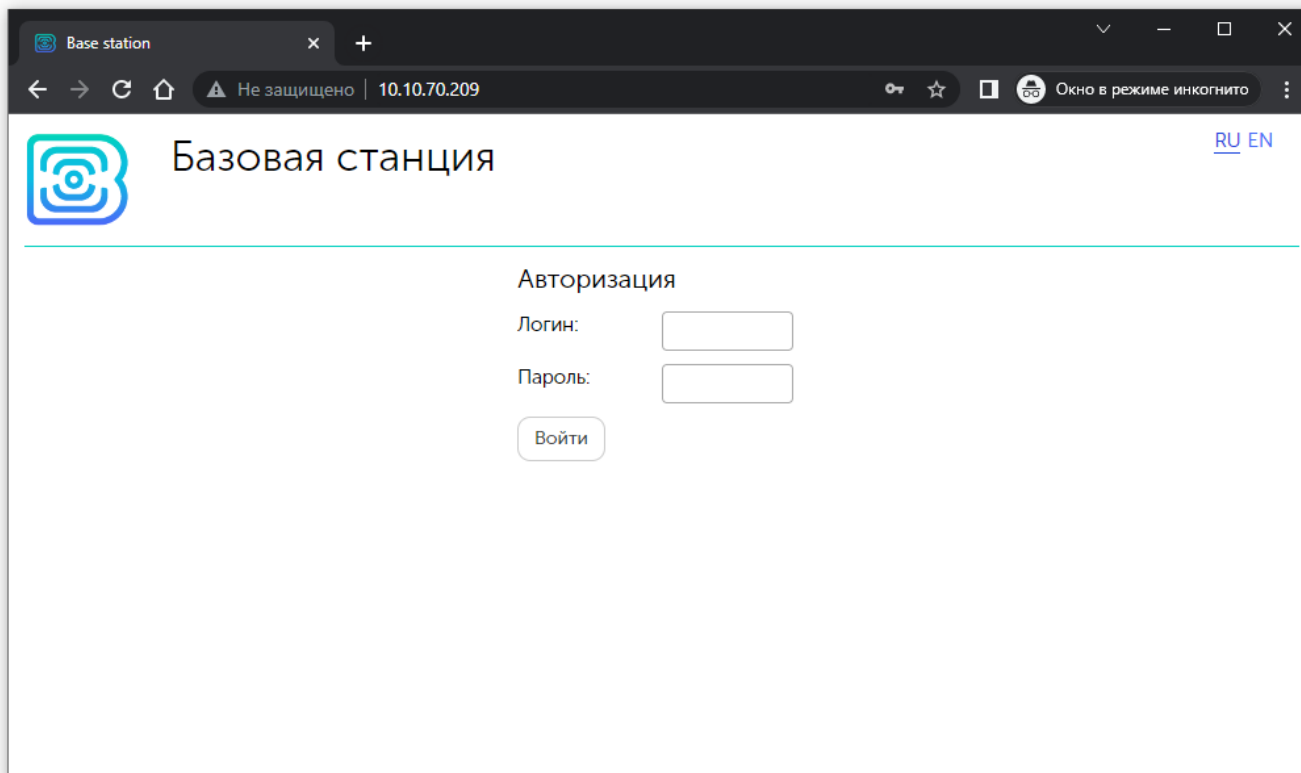 Base station
Не защищено 10.10.70.209 Окно в режиме инкогнито
Базовая станция RU EN
Авторизация
Логин:
Пароль:
Войти